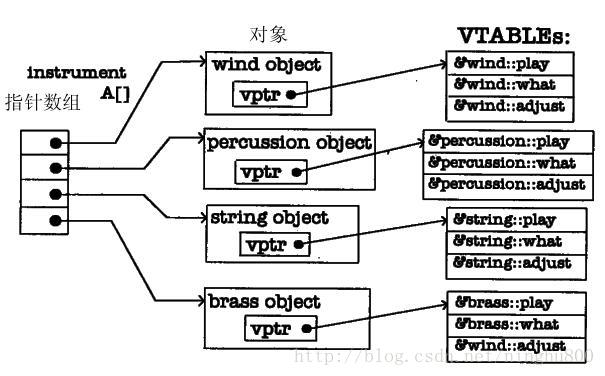 对象
VTABLEs:
instrument
A[]
指针数组
wind object
vptr
&wind::play
&wind::what
&wind::adjust
percussion object
vptr
&percussion::play
&percussion::what
&percussion::adjust
string object
vptr
&string::play
&string::what
&string::adjust
brass object
vptr
&brass::play
&brass::what
&wind::adjust
http://blog.csdn.net/ninghu800